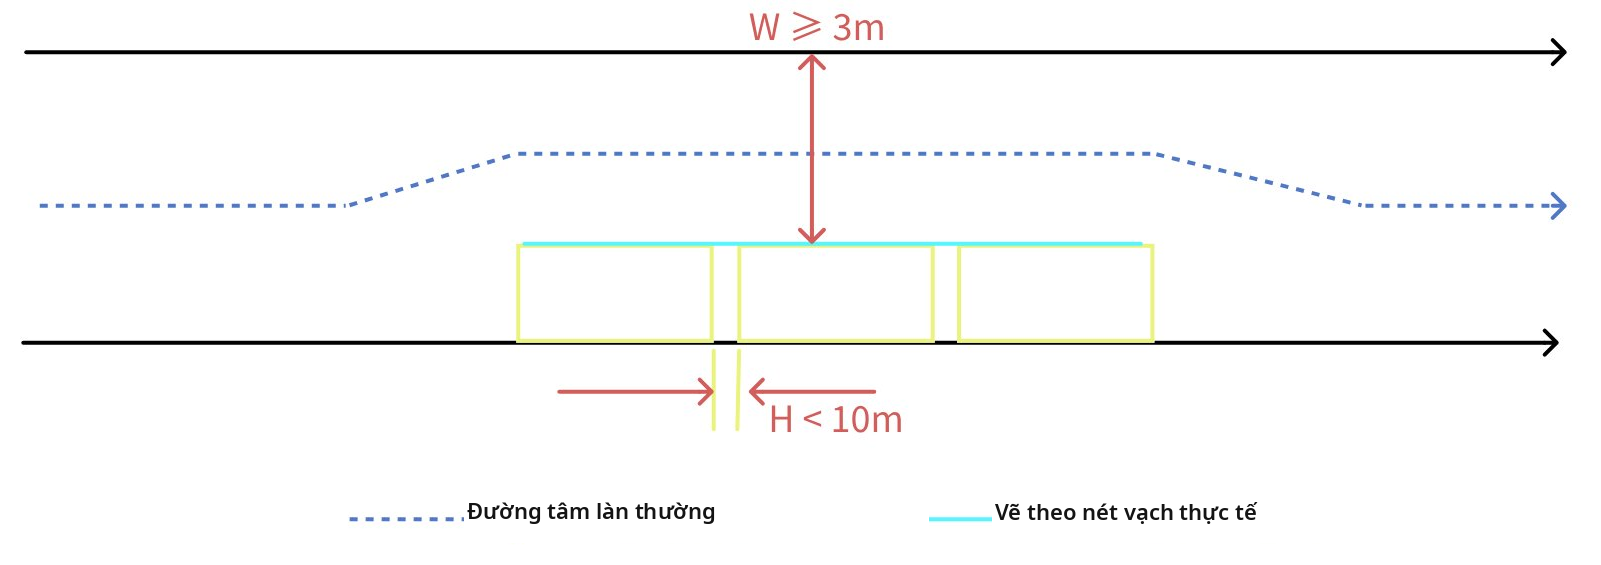 W ⩾ 3m
H < 10m
Đường tâm làn thường
Vẽ theo nét vạch thực tế